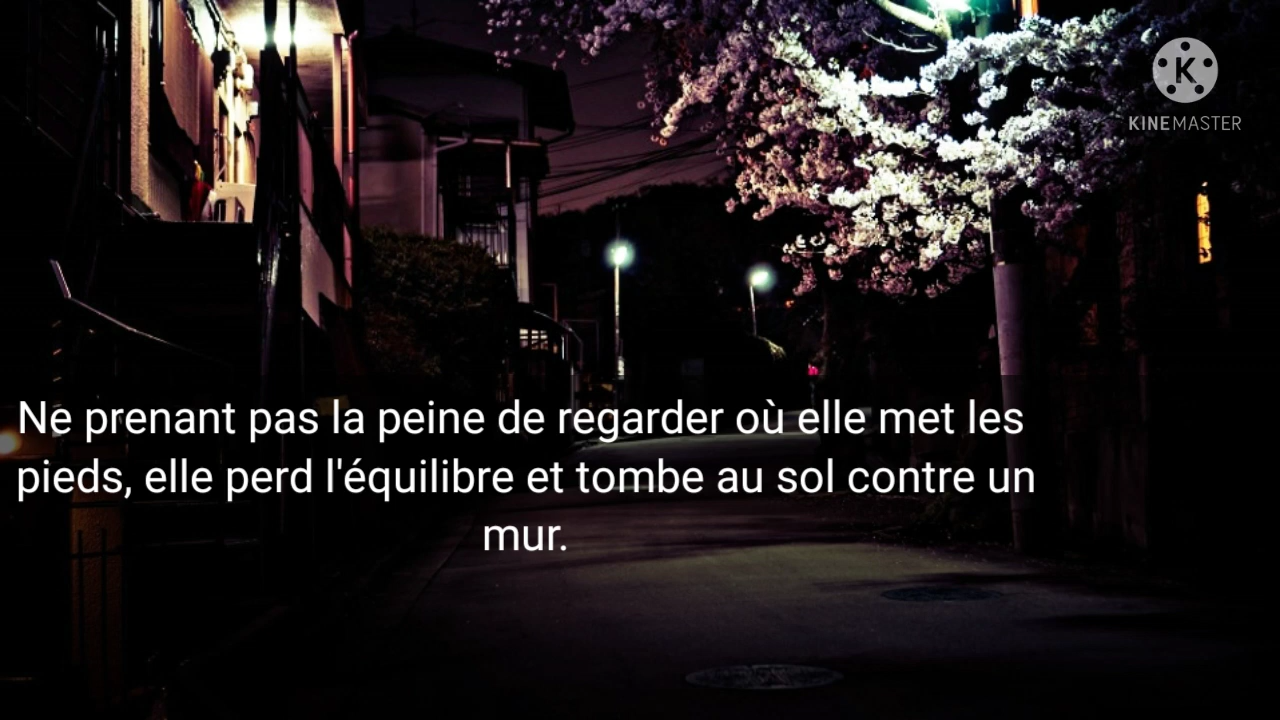 KINEMASTER
Ne prenant pas la peine de regarder où elle met les
pieds, elle perd l'équilibre et tombe au sol contre un
mur.